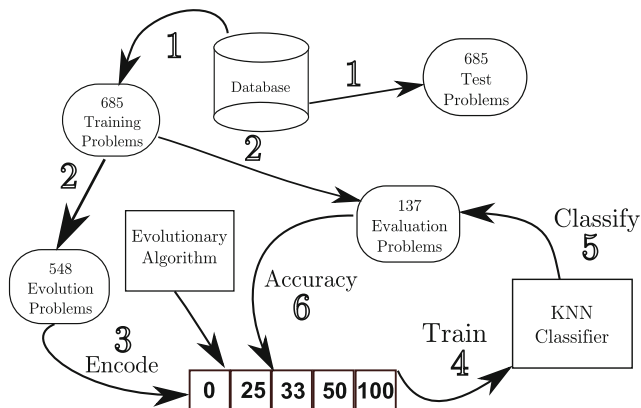 1
Database
1
685
Test
Problems
685
Training
Problems
2
2
137
Evaluation
Problems
Evolutionary
Algorithm
Classify
5
548
Evolution
Problems
Accuracy
6
KNN
Classifier
3
Encode
Train
4
0 25 33 50 100